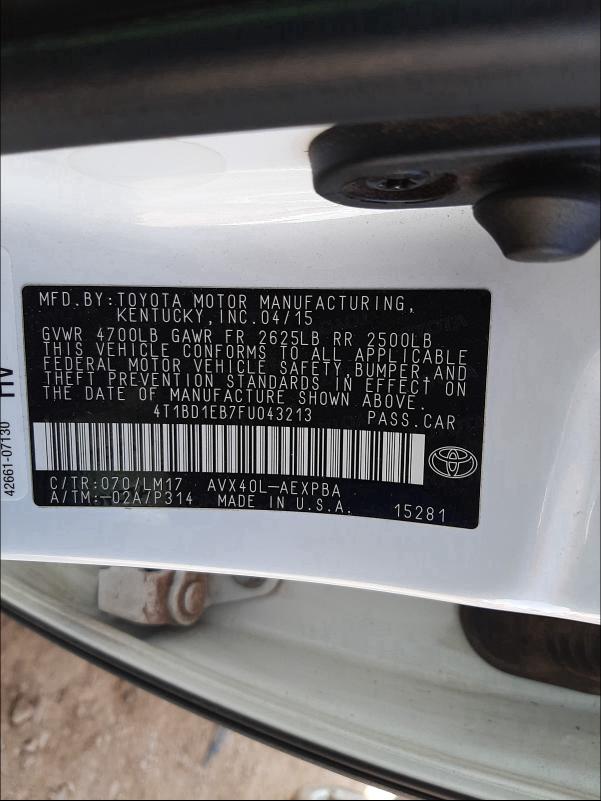 MFD.BY:TOYOTA MOTOR MANUFACTURING,
KENTUCKY,INC.04/15
GVWR 4700LB GAWR FR 2625LB RR 2500LB
THIS VEHICLE CONFORMS TO ALL APPLICABLE
FEDERAL MOTOR VEHICLE SAFETY,BUMPER,AND
THEFT PREVENTION STANDARDS IN EFFECT ON
THE DATE OF MANUFACTURE SHOWN ABOVE.
4T1BD1EB7FU043213 PASS.CAR
C/TR:070/LM17 AVX40L-AEXPBA
A/TM:-02A7P314 MADE IN U.S.A. 15281
42661-07130
HV